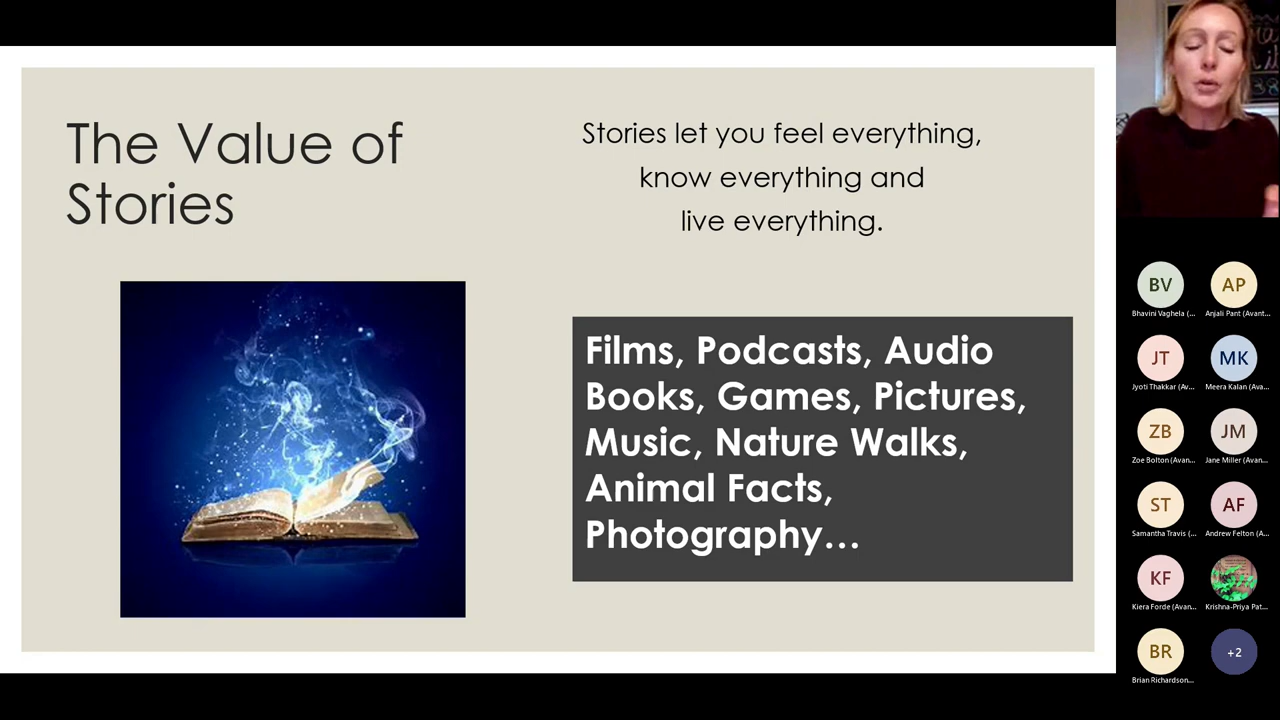 The Value of
Stories
Stories let you feel everything,
know everything and
live everything.
Films, Podcasts, Audio
Books, Games, Pictures,
Music, Nature Walks,
Animal Facts,
Photography...
BV
AP
Bhavini Vaghela (...
Anjali Pant (Avant...
JT
MK
Jyoti Thakkar (Av...
Meera Kalan (Ava...
ZB
JM
Zoe Bolton (Avan...
Jane Miller (Avan...
ST
AF
Samantha Travis (...
Andrew Felton (A...
KF
Kiera Forde (Avan...
Krishna-Priya Pat...
BR
+2
Brian Richardson...